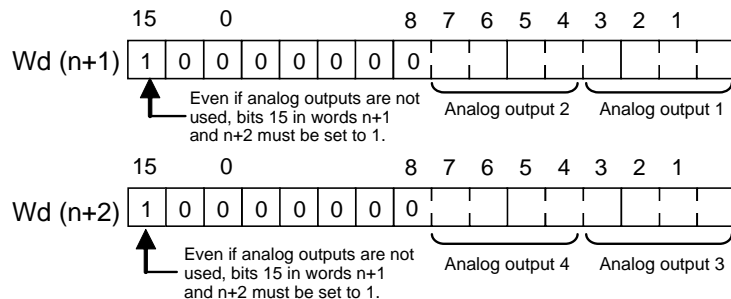 15 0 8 7 6 5 4 3 2 1
Wd (n+1) 1 0 0 0 0 0 0 0
Even if analog outputs are not
used, bits 15 in words n+1
and n+2 must be set to 1.
Analog output 2 Analog output 1
15 0 8 7 6 5 4 3 2 1
Wd (n+2) 1 0 0 0 0 0 0 0
Even if analog outputs are not
used, bits 15 in words n+1
and n+2 must be set to 1.
Analog output 4 Analog output 3